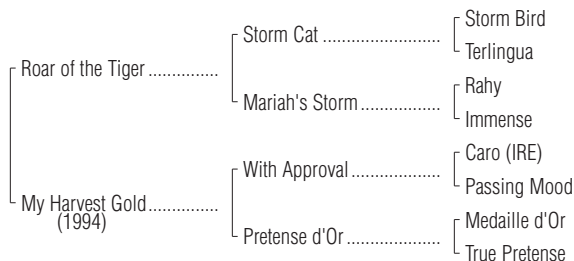 Storm Bird
Storm Cat ........................
Terlingua
Roar of the Tiger ..............
Rahy
Mariah's Storm ................
Immense
Caro (IRE)
With Approval ..................
Passing Mood
My Harvest Gold ..............
(1994)
Medaille d'Or
Pretense d'Or ...................
True Pretense